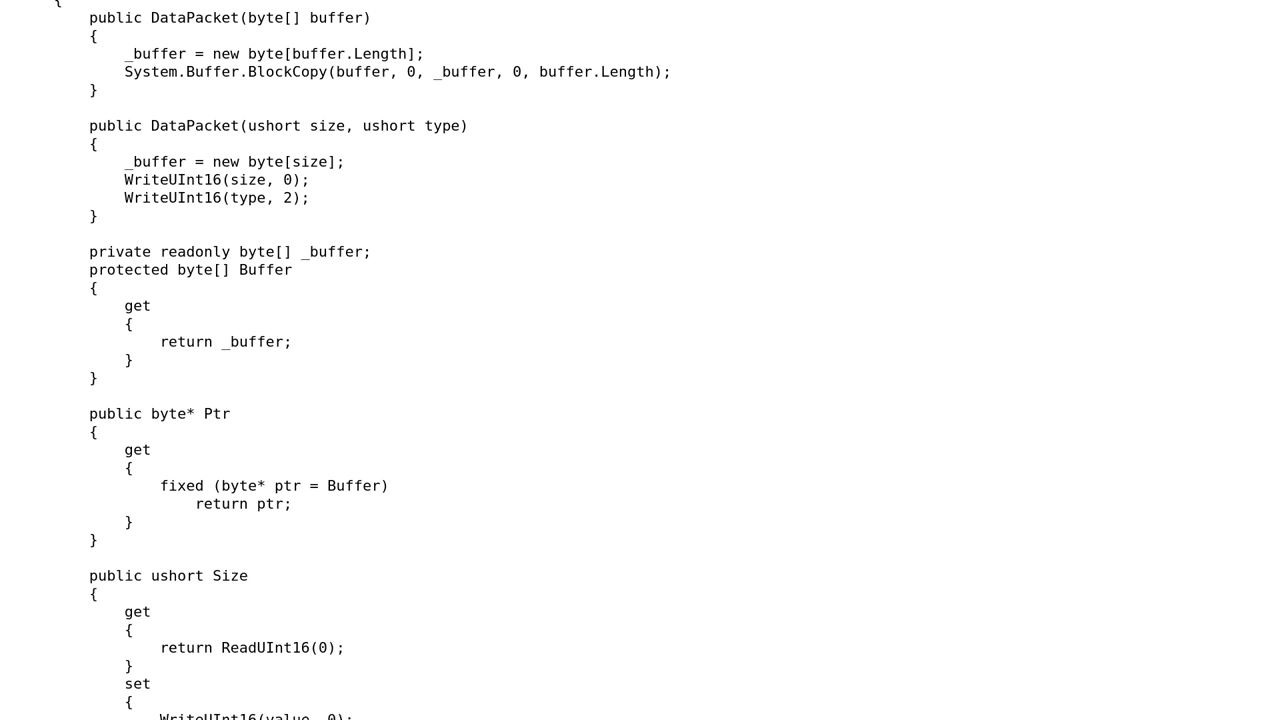 {
public DataPacket(byte[] buffer)
{
_buffer = new byte[buffer.Length];
System.Buffer.BlockCopy(buffer, 0, _buffer, 0, buffer.Length);
}
public DataPacket(ushort size, ushort type)
{
_buffer = new byte[size];
WriteUInt16(size, 0);
WriteUInt16(type, 2);
}
private readonly byte[] _buffer;
protected byte[] Buffer
{
get
{
return _buffer;
}
}
public byte* Ptr
{
get
{
fixed (byte* ptr = Buffer)
return ptr;
}
}
public ushort Size
{
get
{
return ReadUInt16(0);
}
set
{
WriteUInt16(value, 0);